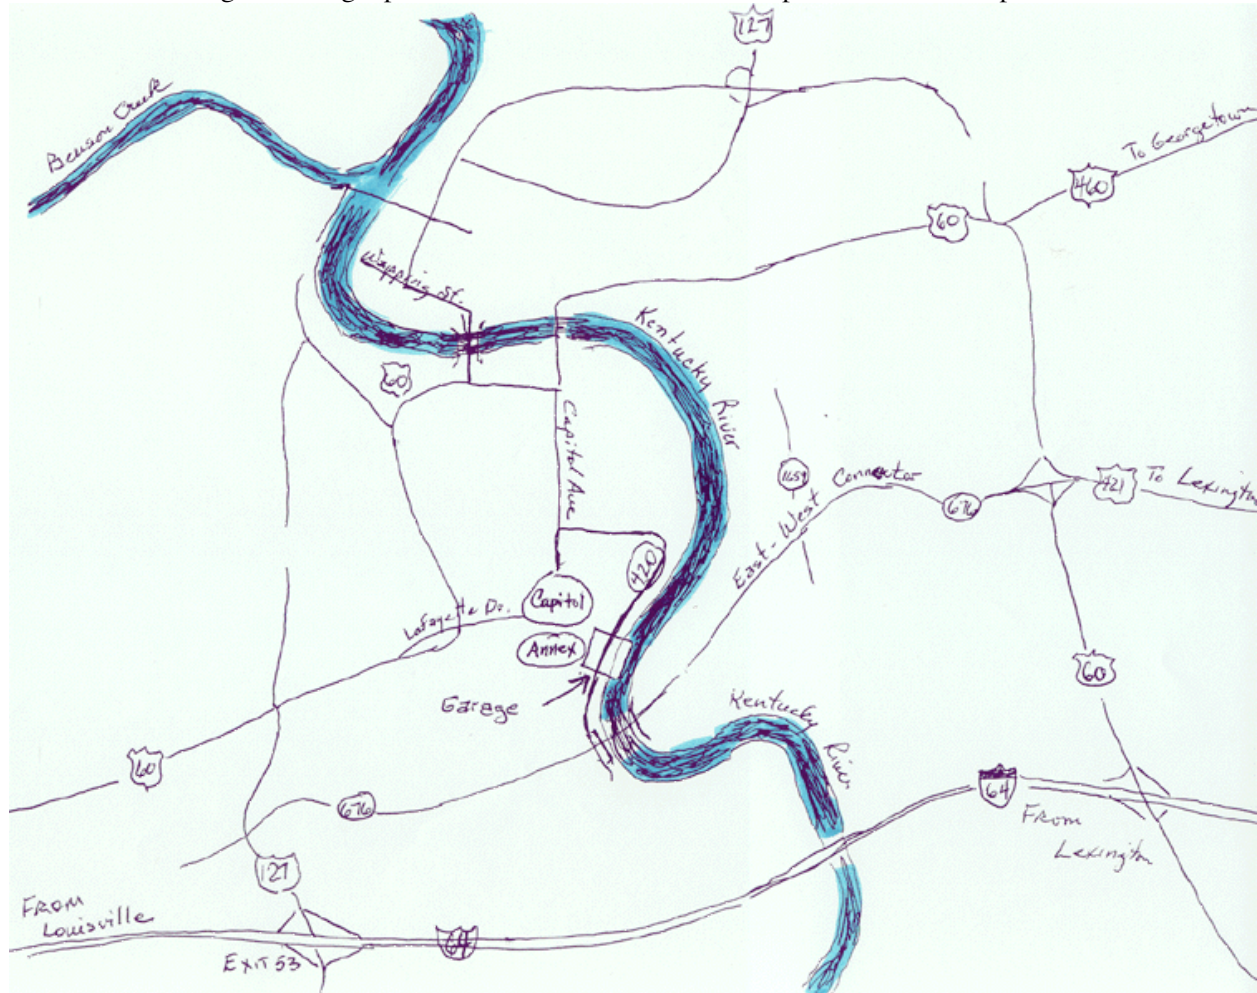 127
Benson Creek
To Georgetown
460
60
Wapping St.
Kentucky
River
60
Capitol Ave
1659
East-West Connector
676
421
To Lexington
420
Capitol
Lafayette Dr.
Annex
Garage
60
Kentucky
River
60
676
64
From
Lexington
127
From
Louisville
64
Exit 53